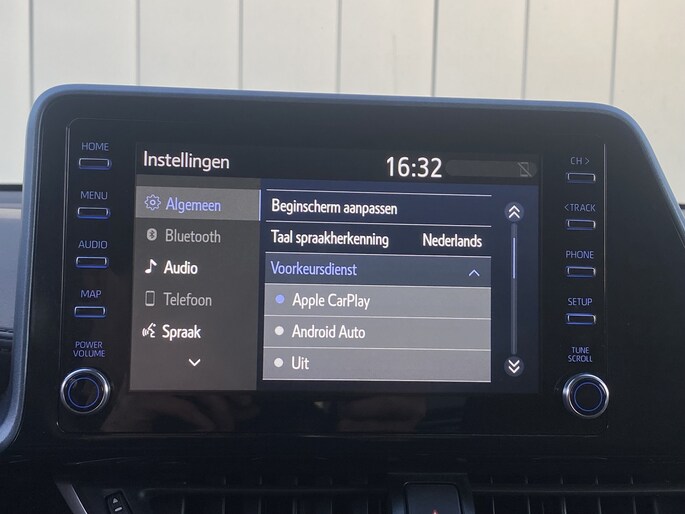 HOME
MENU
AUDIO
MAP
POWER
VOLUME
Instellingen
16:32
Algemeen
Bluetooth
Audio
Telefoon
Spraak
Beginscherm aanpassen
Taal spraakherkenning Nederlands
Voorkeursdienst
Apple CarPlay
Android Auto
Uit
CH >
< TRACK
PHONE
SETUP
TUNE
SCROLL